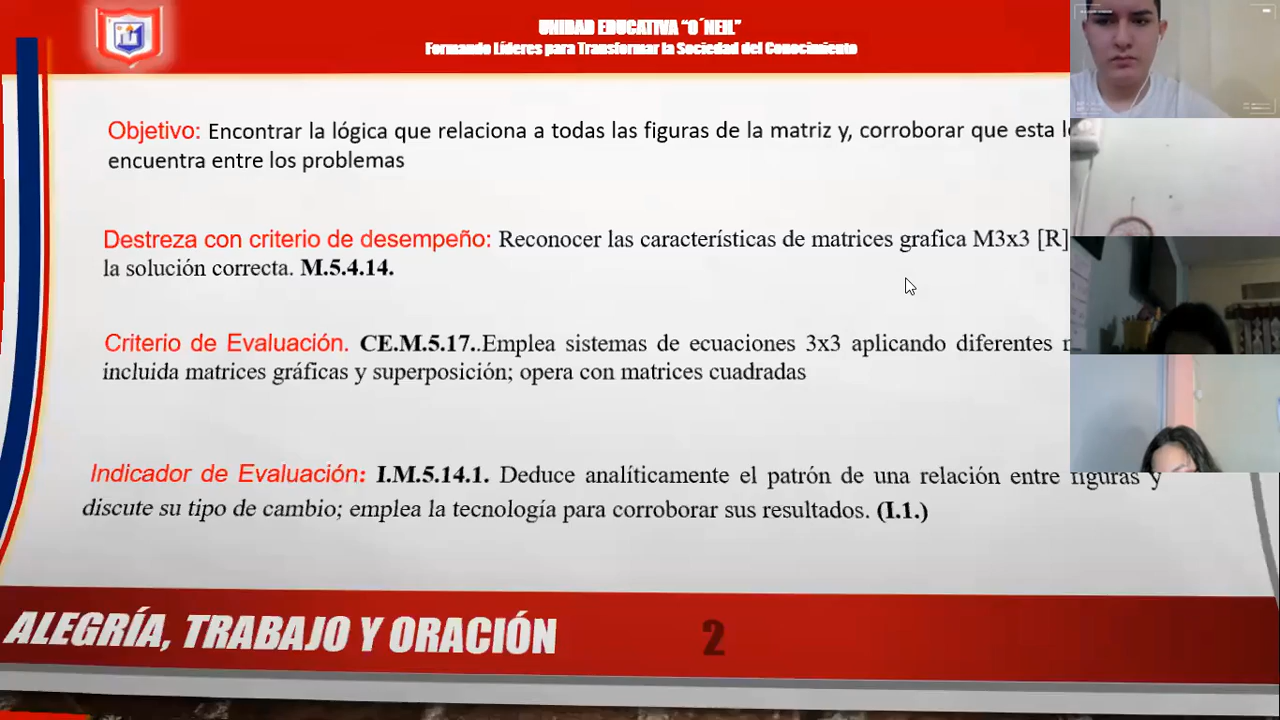 UNIDAD EDUCATIVA “O´NEIL”
Formando Líderes para Transformar la Sociedad del Conocimiento
Objetivo: Encontrar la lógica que relaciona a todas las figuras de la matriz y, corroborar que esta
encuentra entre los problemas
Destreza con criterio de desempeño: Reconocer las características de matrices grafica M3x3 [R]
la solución correcta. M.5.4.14.
Criterio de Evaluación. CE.M.5.17..Emplea sistemas de ecuaciones 3x3 aplicando diferentes
incluida matrices gráficas y superposición; opera con matrices cuadradas
Indicador de Evaluación: I.M.5.14.1. Deduce analíticamente el patrón de una relación entre figuras y
discute su tipo de cambio; emplea la tecnología para corroborar sus resultados. (I.1.)
ALEGRÍA, TRABAJO Y ORACIÓN 2